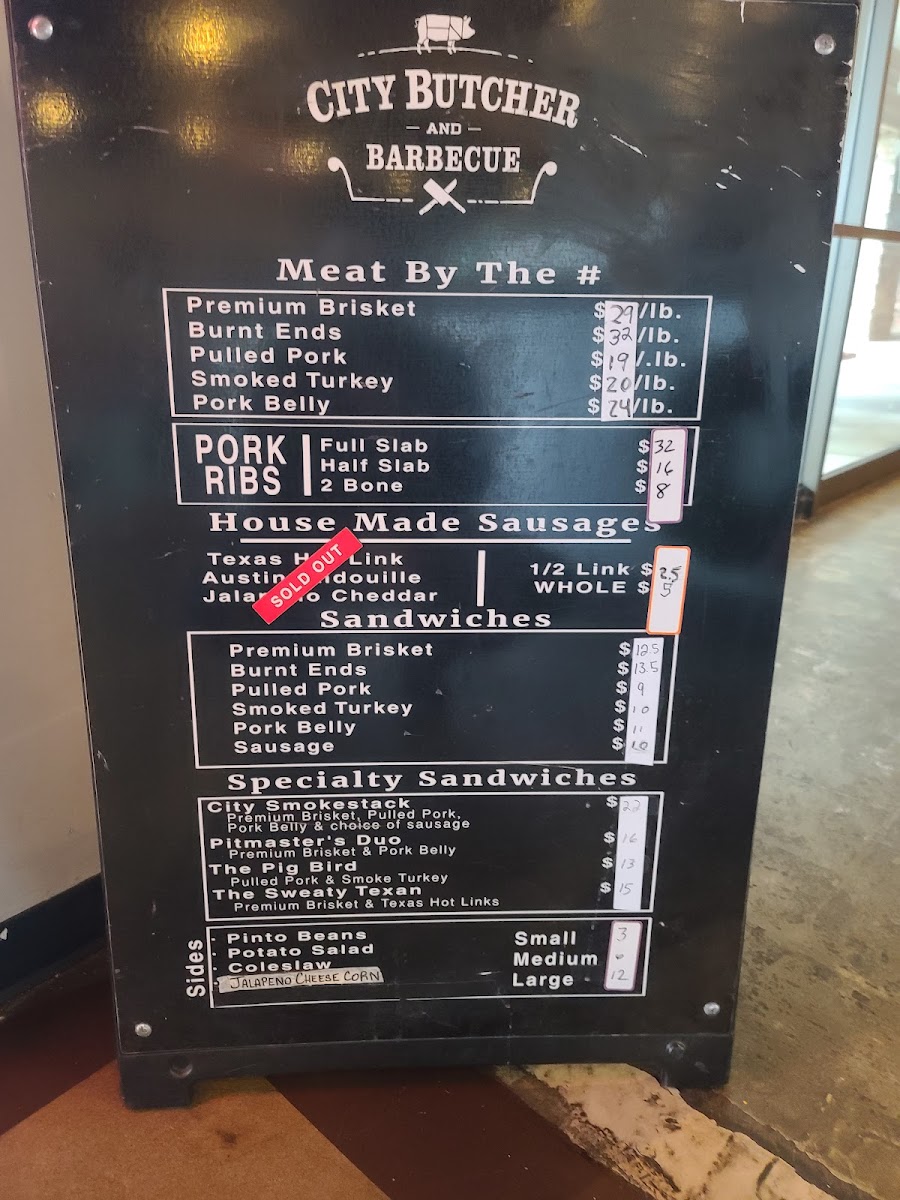 CITY BUTCHER
AND
BARBECUE
Meat By The #
Premium Brisket $29/lb.
Burnt Ends $32/lb.
Pulled Pork $19/.lb.
Smoked Turkey $20/lb.
Pork Belly $24/lb.
PORK RIBS
Full Slab $32
Half Slab $16
2 Bone $8
House Made Sausages
Texas Link
Austin
Cheddar
SOLD OUT
1/2 Link $2.5
WHOLE $5
Sandwiches
Premium Brisket $12.5
Burnt Ends $13.5
Pulled Pork $9
Smoked Turkey $10
Pork Belly $11
Sausage $10
Specialty Sandwiches
City Smokestack $22
Premium Brisket, Pulled Pork,
Pork Belly & choice of sausage
Pitmaster's Duo $16
Premium Brisket & Pork Belly
The Pig Bird $13
Pulled Pork & Smoke Turkey
The Sweaty Texan $15
Premium Brisket & Texas Hot Links
Sides
· Pinto Beans
· Potato Salad
· Coleslaw
JALAPENO CHEESE CORN
Small 3
Medium
Large 12